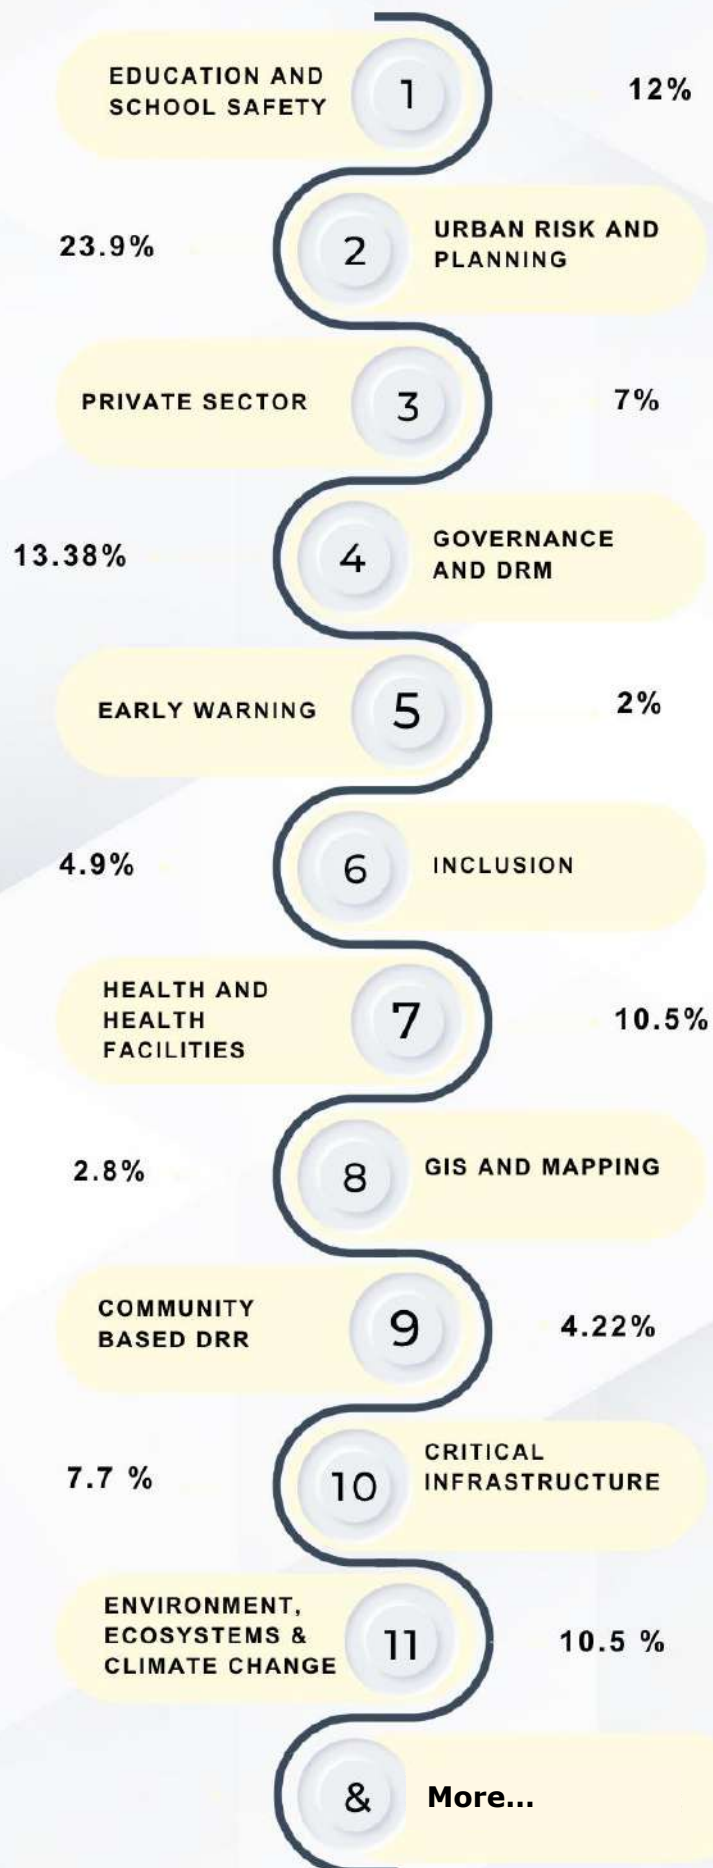 EDUCATION AND
SCHOOL SAFETY
1
12%
23.9%
2
URBAN RISK AND
PLANNING
PRIVATE SECTOR
3
7%
13.38%
4
GOVERNANCE
AND DRM
EARLY WARNING
5
2%
4.9%
6
INCLUSION
HEALTH AND
HEALTH
FACILITIES
7
10.5%
2.8%
8
GIS AND MAPPING
COMMUNITY
BASED DRR
9
4.22%
7.7 %
10
CRITICAL
INFRASTRUCTURE
ENVIRONMENT,
ECOSYSTEMS &
CLIMATE CHANGE
11
10.5 %
&
More...